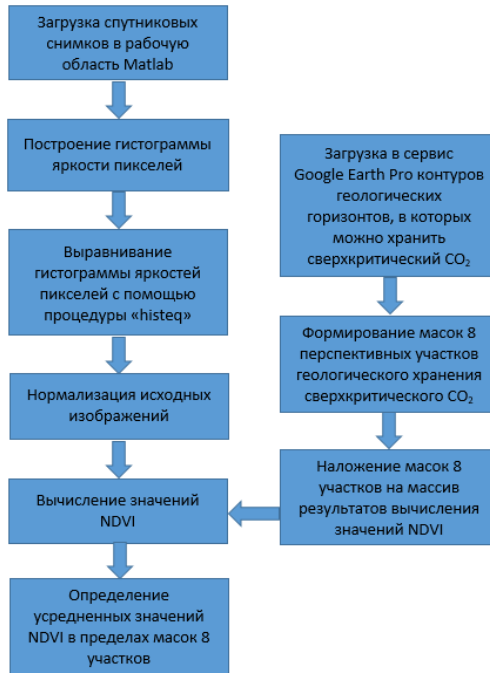 Загрузка спутниковых
снимков в рабочую
область Matlab
Построение гистограммы
яркости пикселей
Выравнивание
гистограммы яркостей
пикселей с помощью
процедуры «histeq»
Нормализация исходных
изображений
Вычисление значений
NDVI
Определение
усредненных значений
NDVI в пределах масок 8
участков
Загрузка в сервис
Google Earth Pro контуров
геологических
горизонтов, в которых
можно хранить
сверхкритический CO₂
Формирование масок 8
перспективных участков
геологического хранения
сверхкритического CO₂
Наложение масок 8
участков на массив
результатов вычисления
значений NDVI